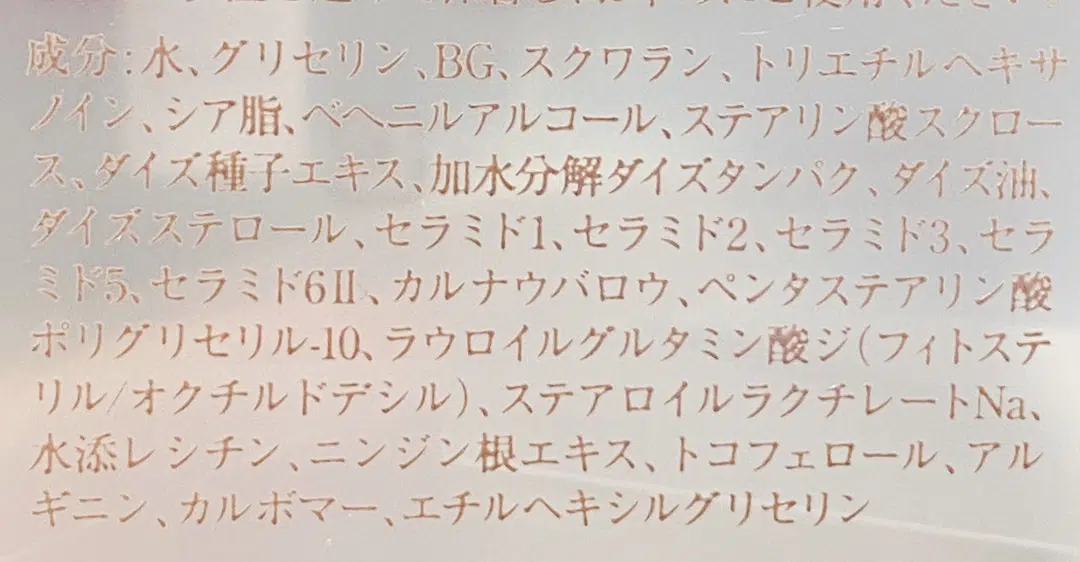 成分：水、グリセリン、BG、スクワラン、トリエチルヘキサ
ノイン、シア脂、ベヘニルアルコール、ステアリン酸スクロー
ス、ダイズ種子エキス、加水分解ダイズタンパク、ダイズ油、
ダイズステロール、セラミド1、セラミド2、セラミド3、セラ
ミド5、セラミド6Ⅱ、カルナウバロウ、ペンタステアリン酸
ポリグリセリル-10、ラウロイルグルタミン酸ジ（フィトステ
リル/オクチルドデシル）、ステアロイルラクチレートNa、
水添レシチン、ニンジン根エキス、トコフェロール、アル
ギニン、カルボマー、エチルヘキシルグリセリン